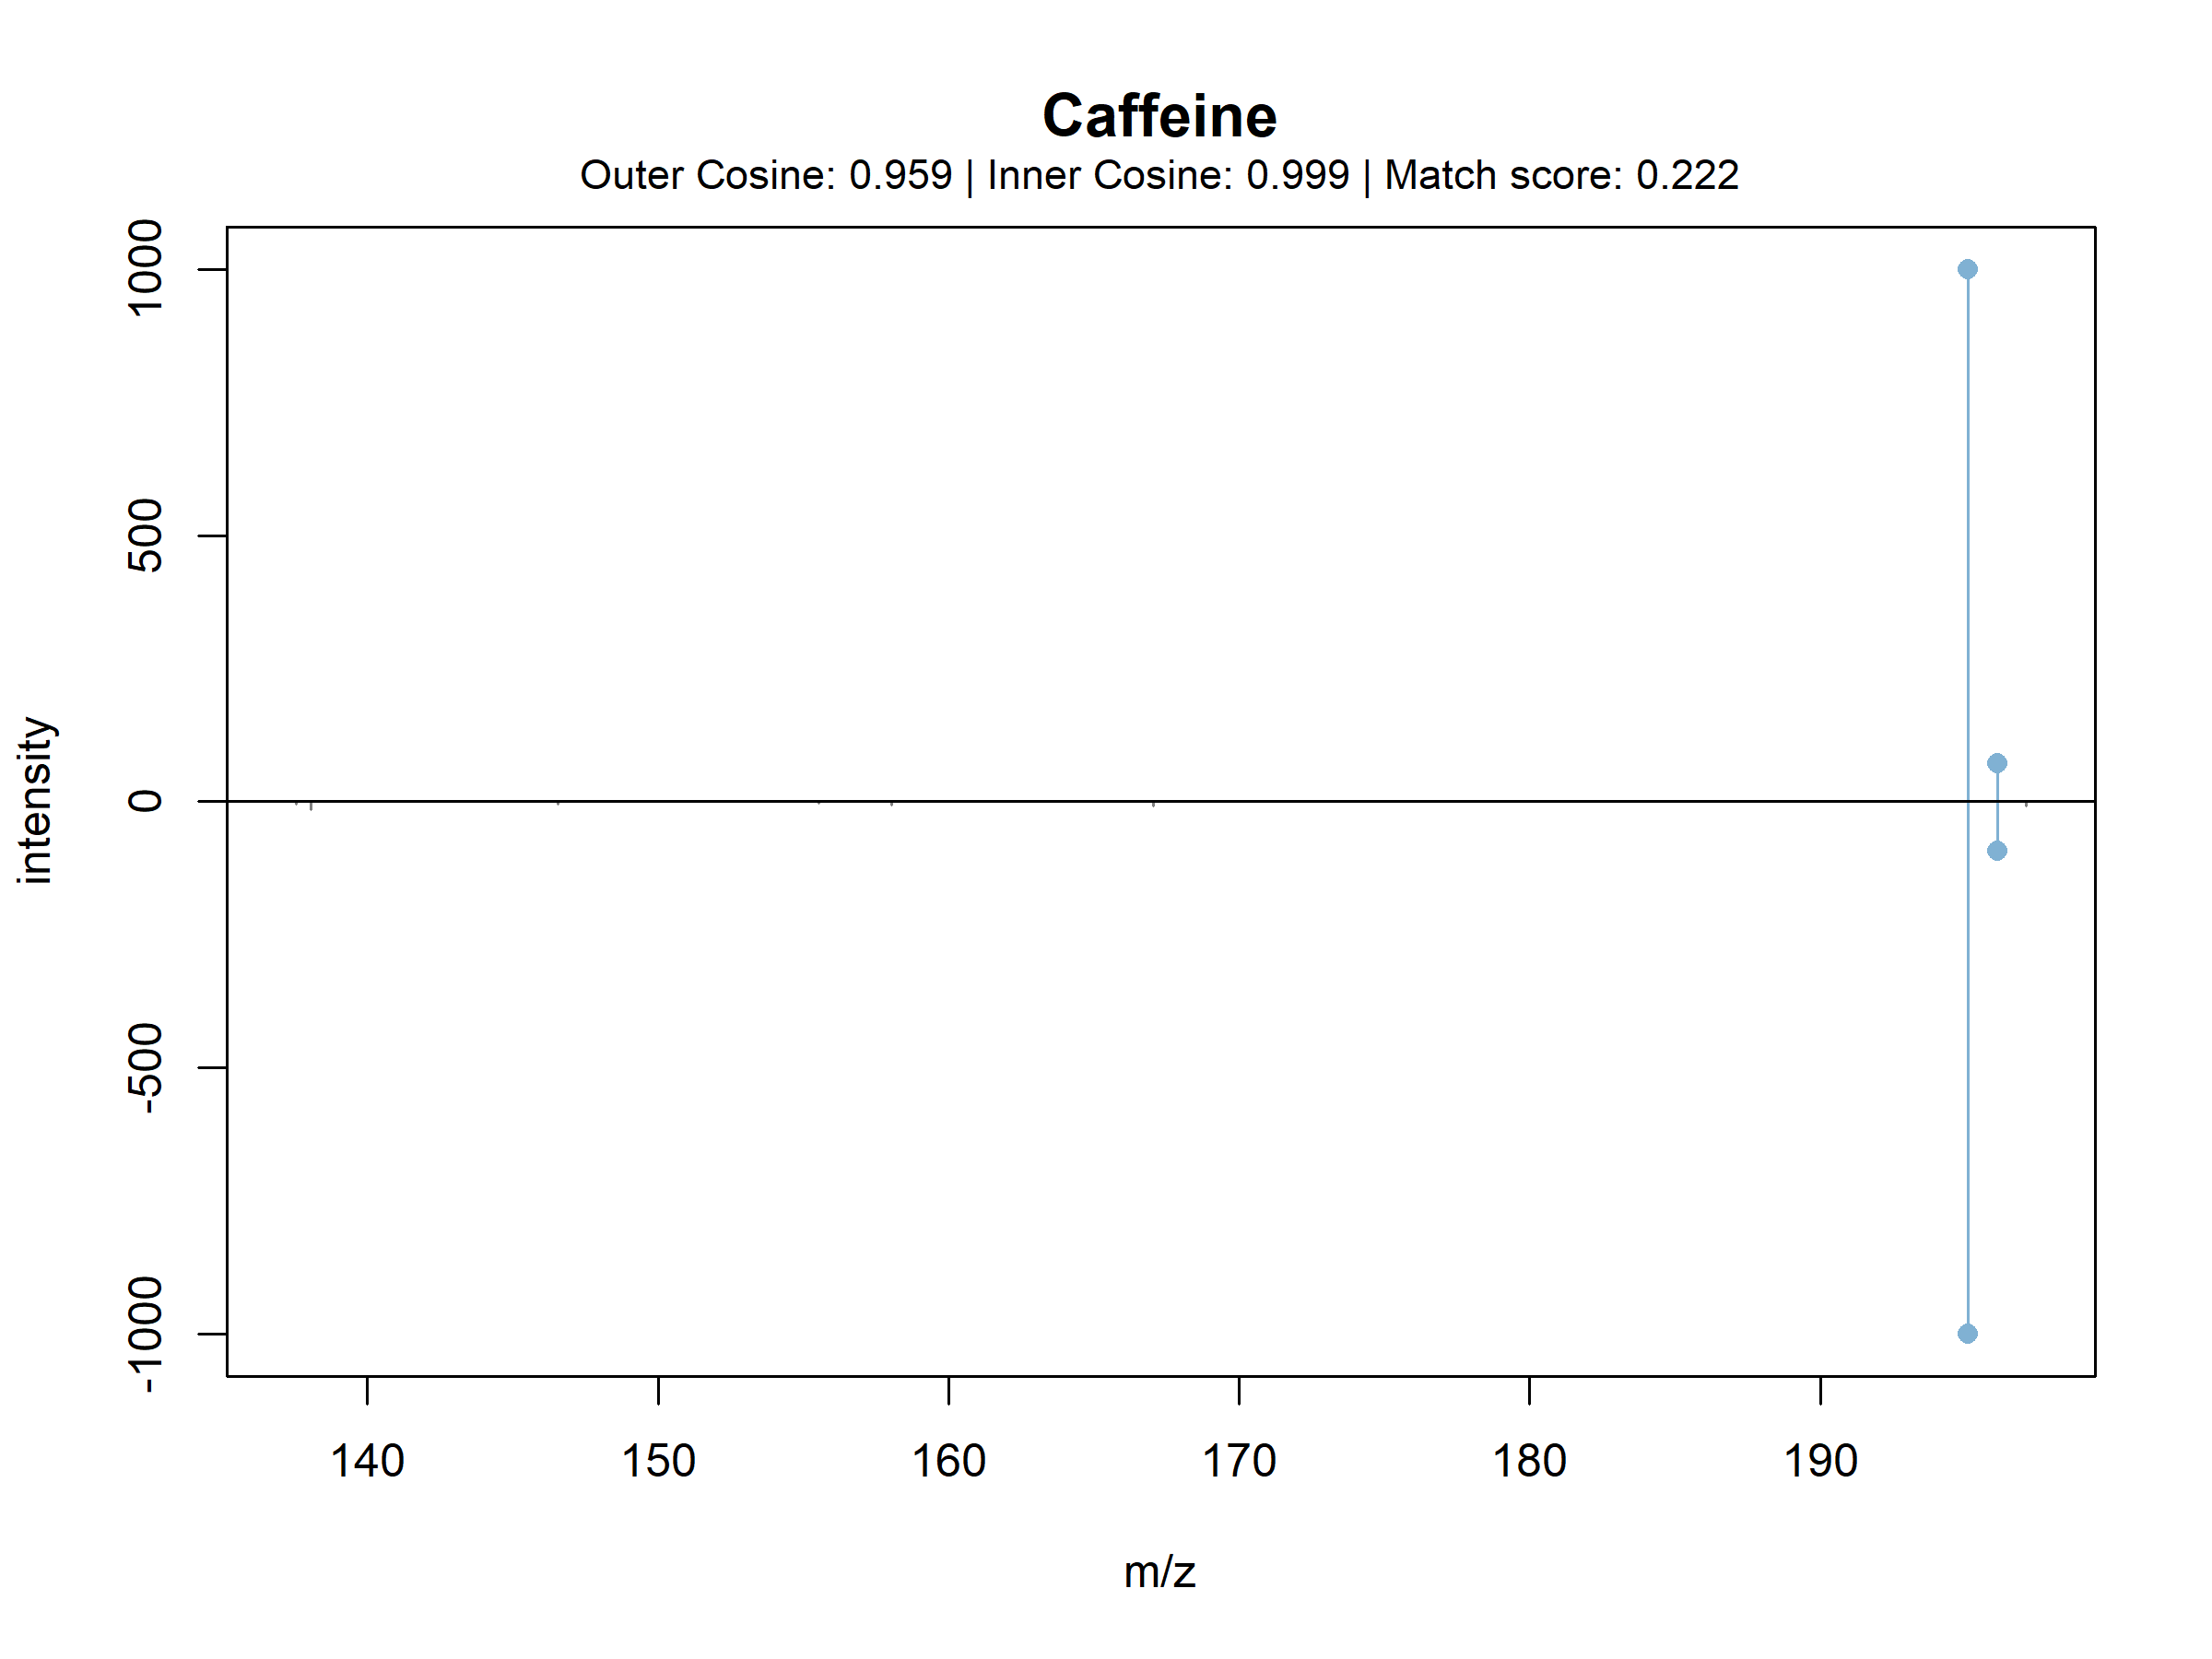 Caffeine
Outer Cosine: 0.959 | Inner Cosine: 0.999 | Match score: 0.222
1000
500
0
-500
-1000
intensity
140 150 160 170 180 190
m/z